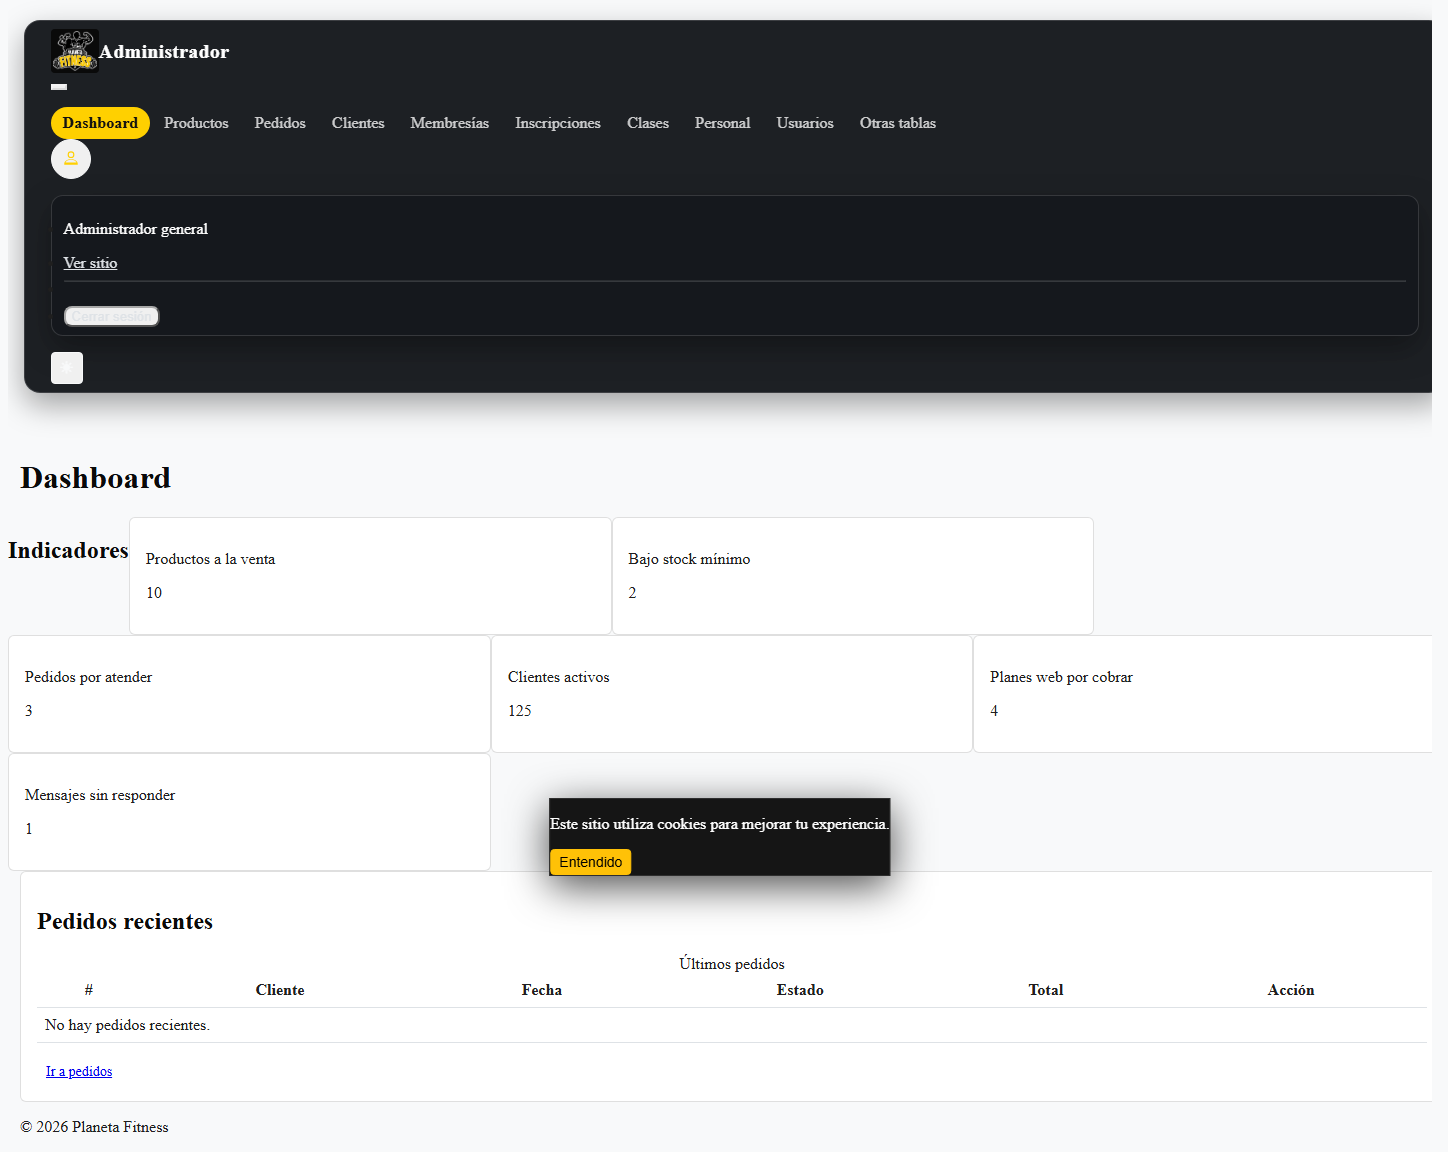 PLANETA
FITNESS
Administrador
Dashboard Productos Pedidos Clientes Membresías Inscripciones Clases Personal Usuarios Otras tablas
Administrador general
Ver sitio
Cerrar sesión
Dashboard
Indicadores
Productos a la venta
10
Bajo stock mínimo
2
Pedidos por atender
3
Clientes activos
125
Planes web por cobrar
4
Mensajes sin responder
1
Este sitio utiliza cookies para mejorar tu experiencia.
Entendido
Pedidos recientes
Últimos pedidos
# Cliente Fecha Estado Total Acción
No hay pedidos recientes.
Ir a pedidos
© 2026 Planeta Fitness